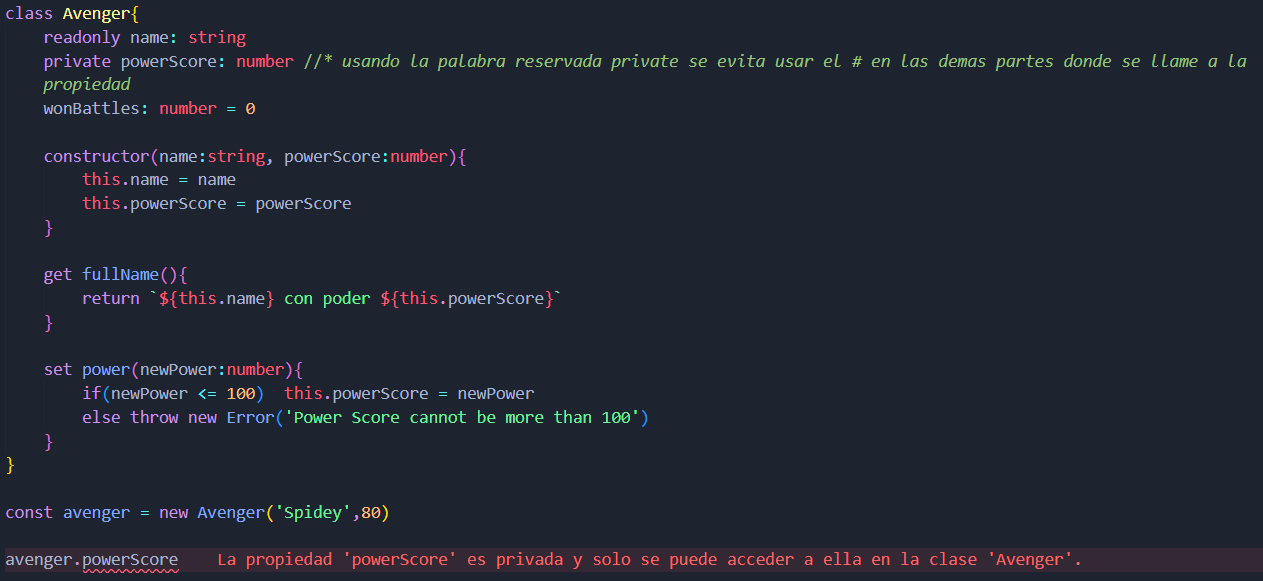 class Avenger{
    readonly name: string
    private powerScore: number //* usando la palabra reservada private se evita usar el # en las demas partes donde se llame a la
    propiedad
    wonBattles: number = 0

    constructor(name:string, powerScore:number){
        this.name = name
        this.powerScore = powerScore
    }

    get fullName(){
        return `${this.name} con poder ${this.powerScore}`
    }

    set power(newPower:number){
        if(newPower <= 100)  this.powerScore = newPower
        else throw new Error('Power Score cannot be more than 100')
    }
}

const avenger = new Avenger('Spidey',80)

avenger.powerScore    La propiedad 'powerScore' es privada y solo se puede acceder a ella en la clase 'Avenger'.